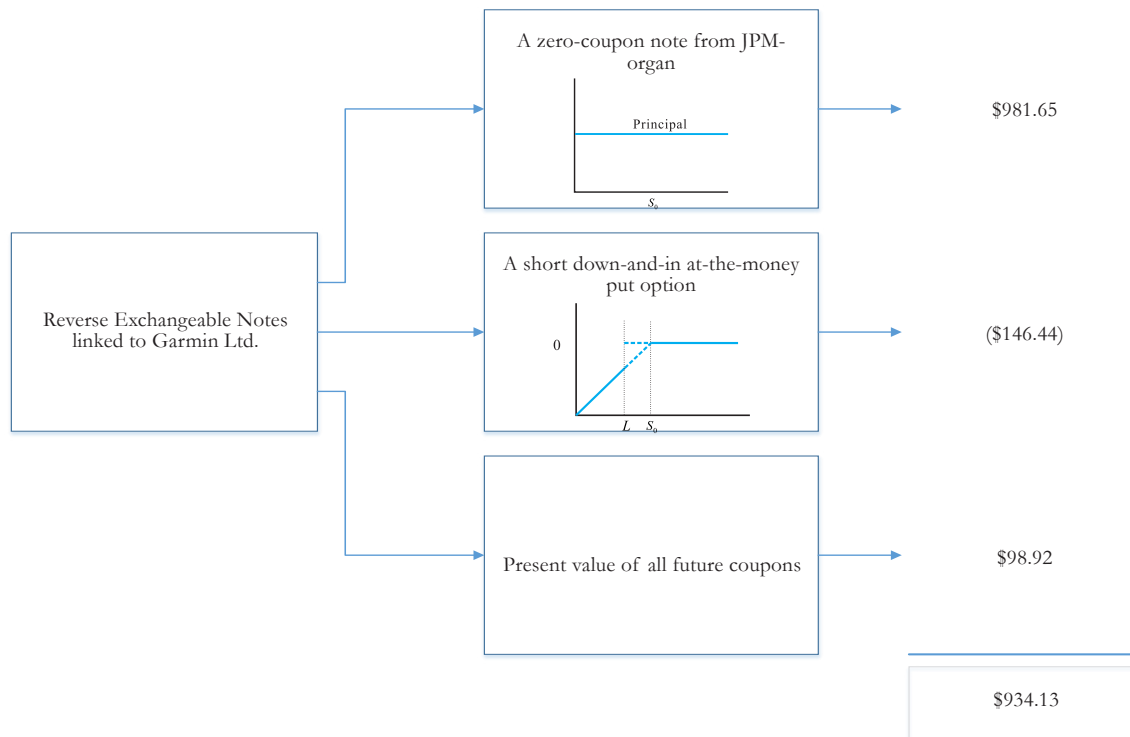 A zero-coupon note from JPM-
organ
Principal
S₀
$981.65
Reverse Exchangeable Notes
linked to Garmin Ltd.
A short down-and-in at-the-money
put option
0
L S₀
($146.44)
Present value of all future coupons
$98.92
$934.13